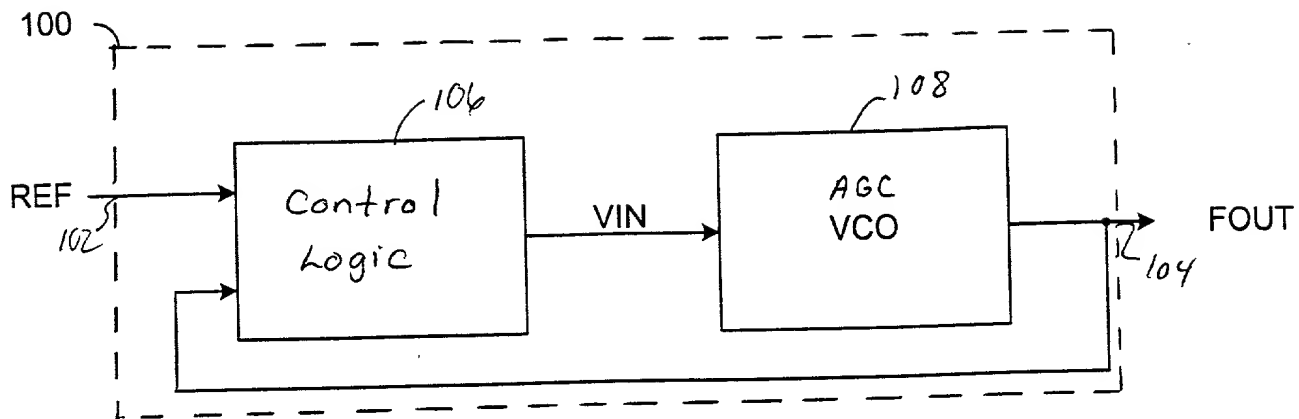 100
106
108
REF
Control
Logic
VIN
AGC
VCO
FOUT
102
104